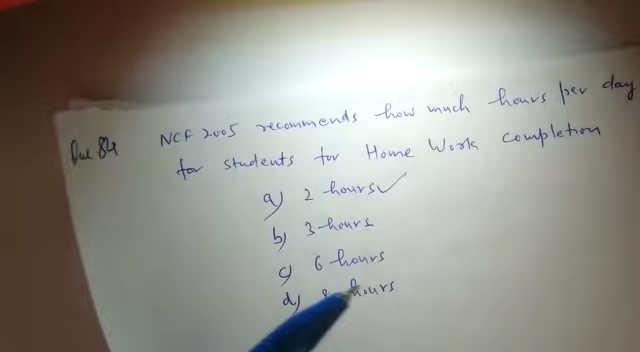 Que 84 NCF 2005 recommends how much hours per day
for students for Home Work completion
a) 2 hours ✓
b) 3 hours
c) 6 hours
d) hours